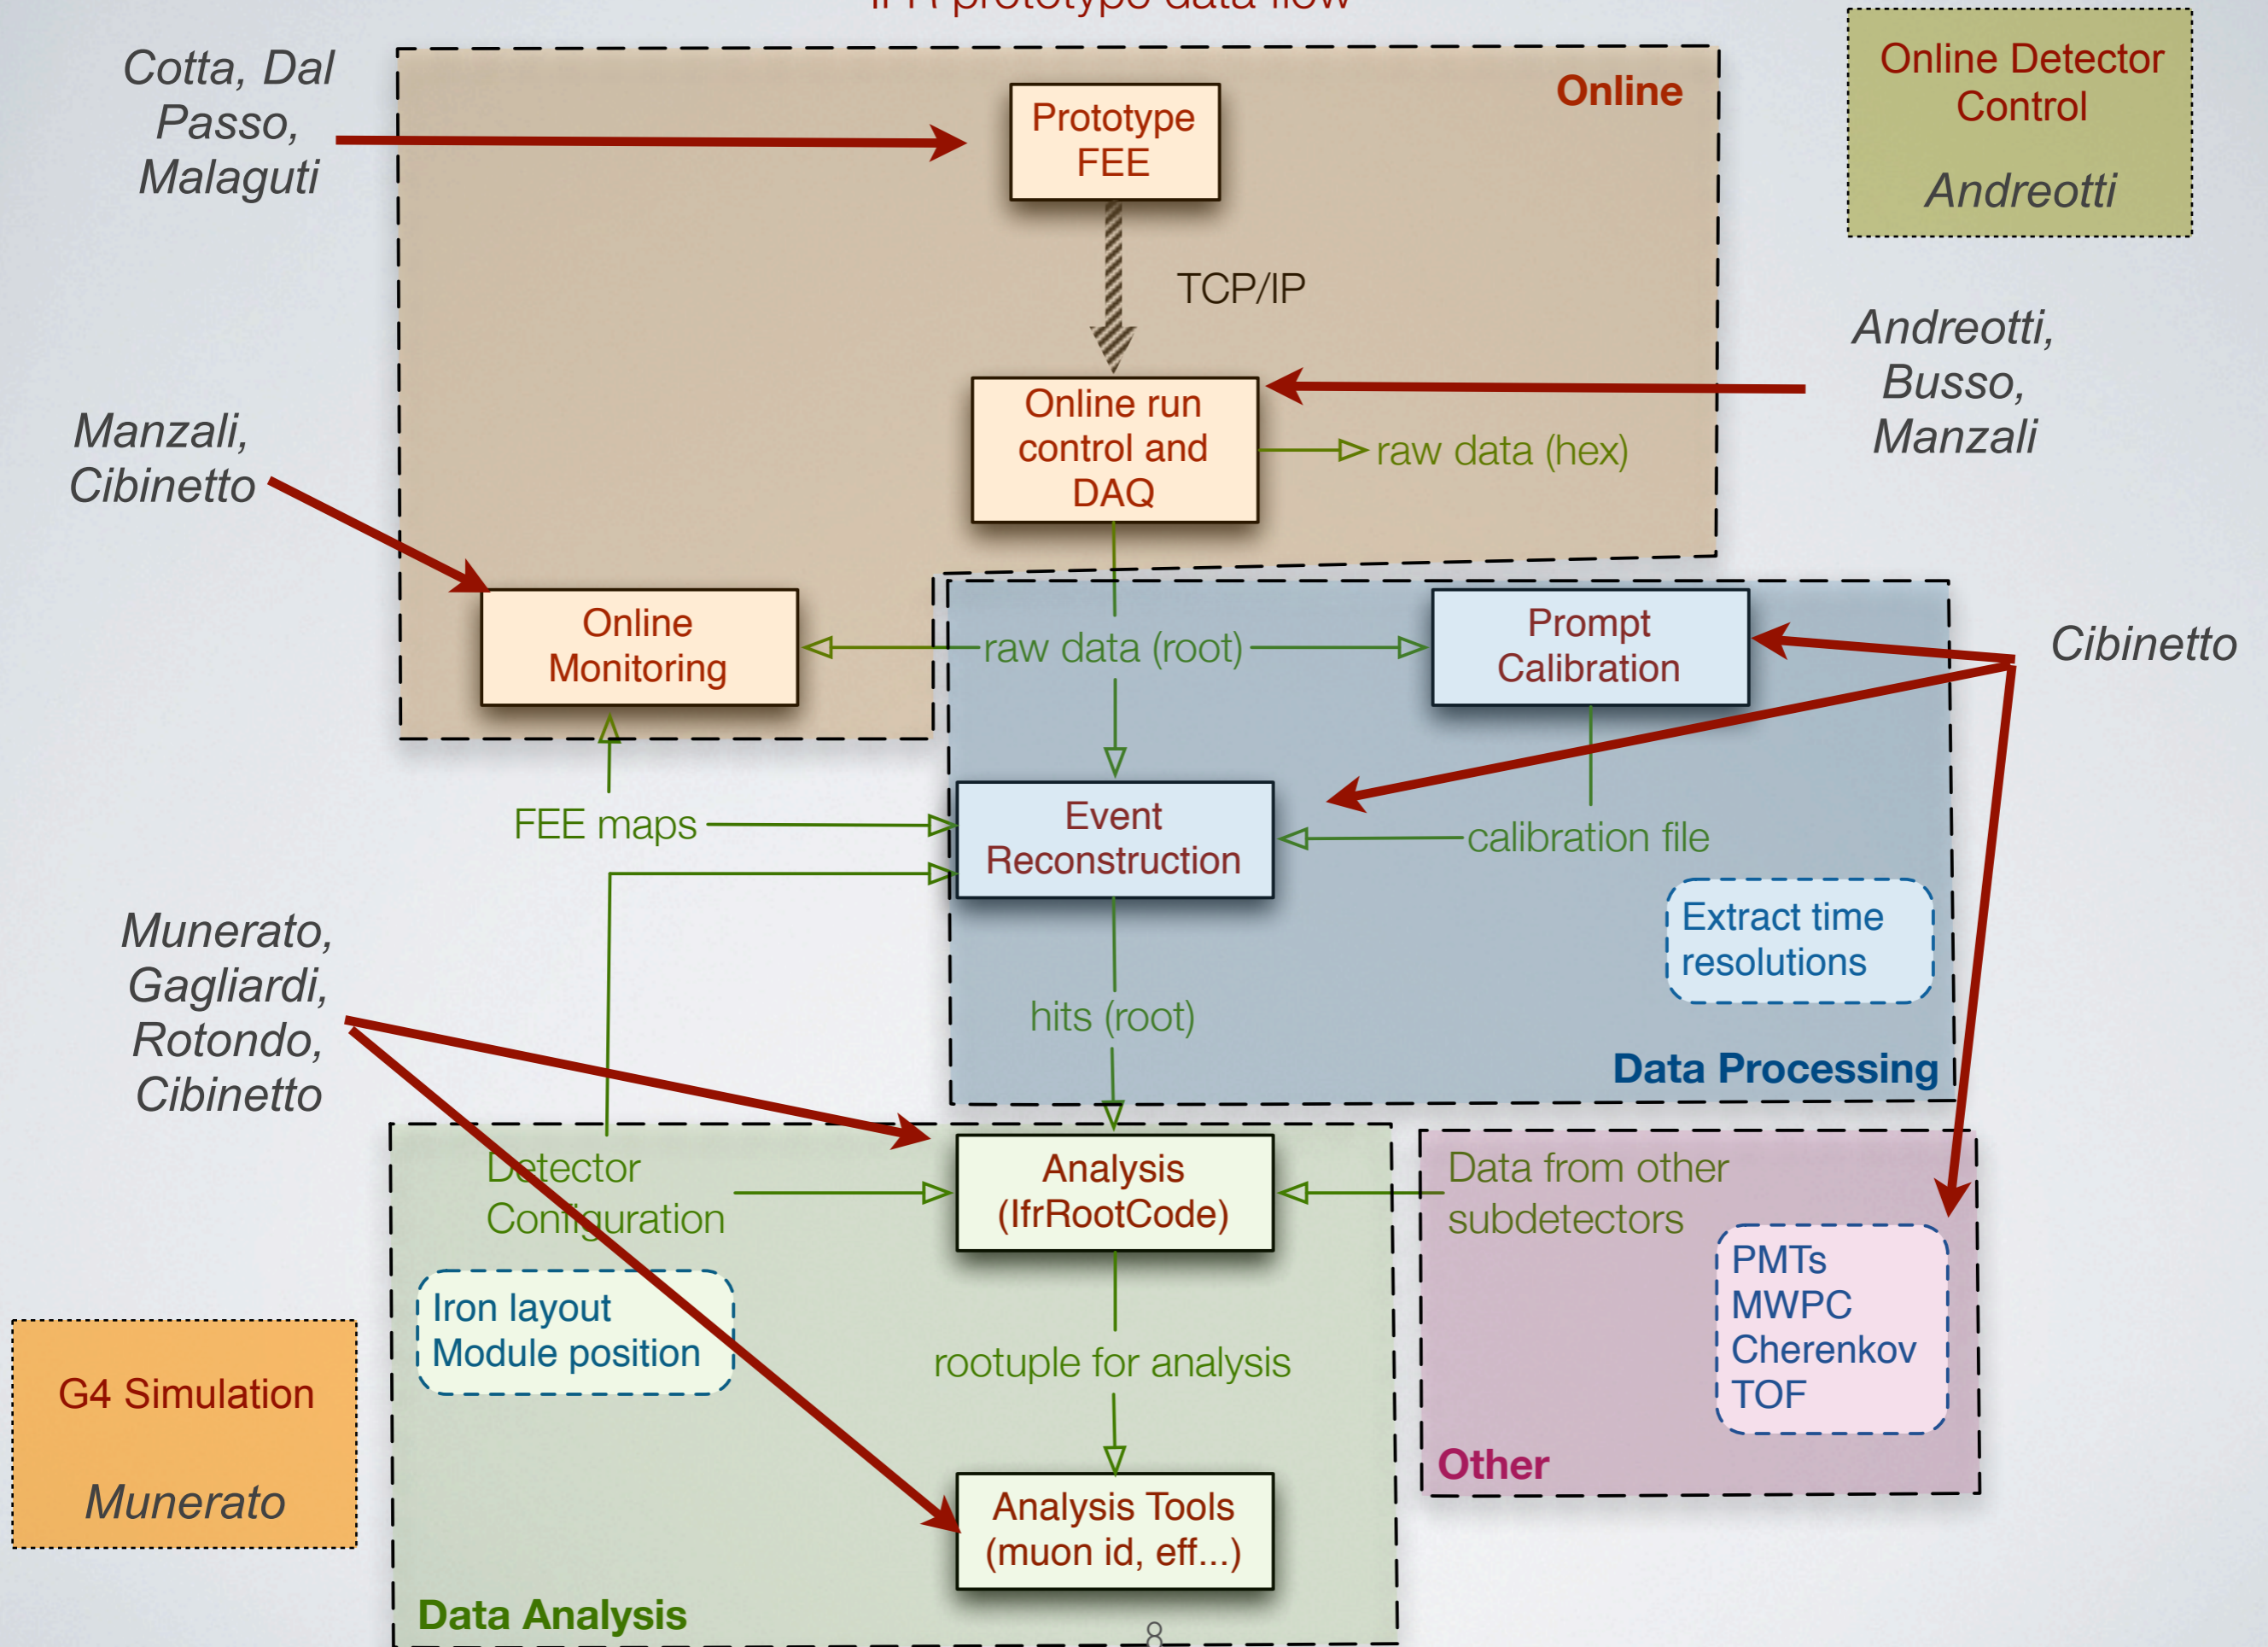 IFR prototype data flow
Cotta, Dal
Passo,
Malaguti
Online
Prototype
FEE
Online Detector
Control
Andreotti
TCP/IP
Andreotti,
Busso,
Manzali
Online run
control and
DAQ
raw data (hex)
Manzali,
Cibinetto
Online
Monitoring
raw data (root)
Prompt
Calibration
Cibinetto
FEE maps
Event
Reconstruction
calibration file
Extract time
resolutions
Munerato,
Gagliardi,
Rotondo,
Cibinetto
hits (root)
Data Processing
Detector
Configuration
Analysis
(IfrRootCode)
Data from other
subdetectors
Iron layout
Module position
PMTs
MWPC
Cherenkov
TOF
rootuple for analysis
G4 Simulation
Munerato
Other
Analysis Tools
(muon id, eff...)
Data Analysis
8